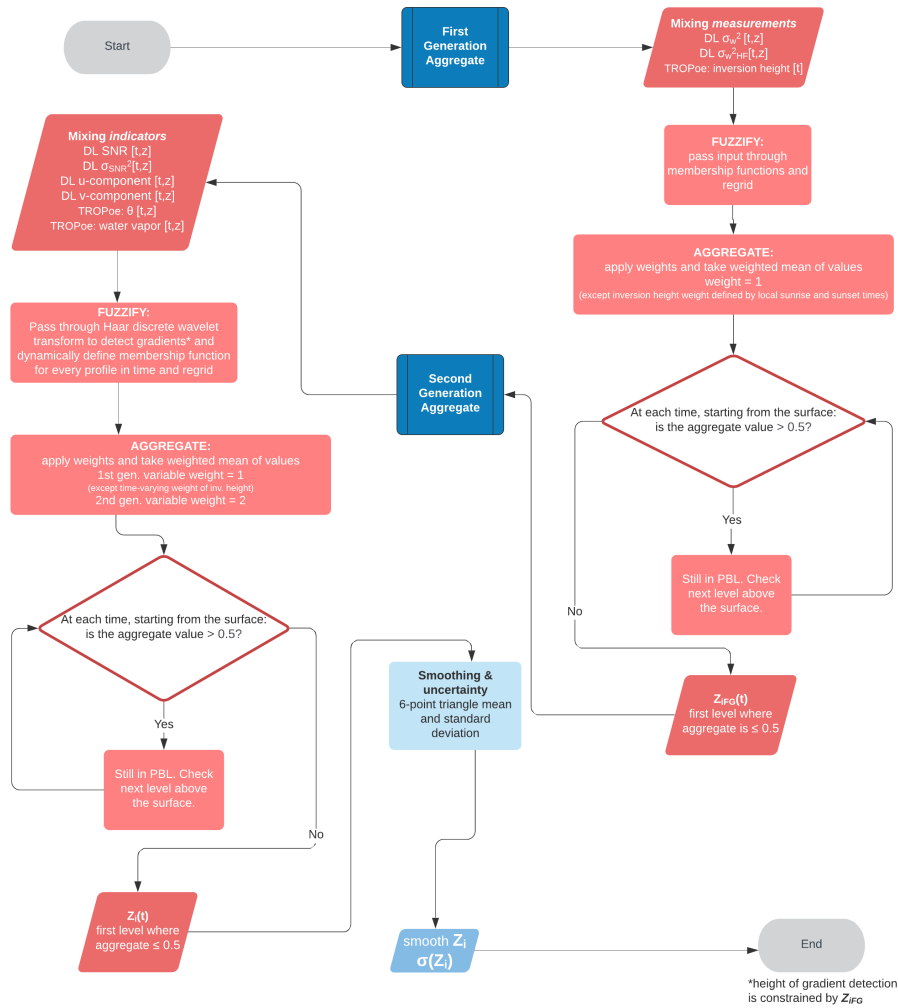 Start
First
Generation
Aggregate
Mixing measurements
DL σw² [t,z]
DL σw²HF[t,z]
TROPoe: inversion height [t]
FUZZIFY:
pass input through
membership functions and
regrid
AGGREGATE:
apply weights and take weighted mean of values
weight = 1
(except inversion height weight defined by local sunrise and sunset times)
At each time, starting from the surface:
is the aggregate value > 0.5?
Yes
Still in PBL. Check
next level above
the surface.
No
ZiFG(t)
first level where
aggregate is ≤ 0.5
Second
Generation
Aggregate
Mixing indicators
DL SNR [t,z]
DL σSNR²[t,z]
DL u-component [t,z]
DL v-component [t,z]
TROPoe: θ [t,z]
TROPoe: water vapor [t,z]
FUZZIFY:
Pass through Haar discrete wavelet
transform to detect gradients* and
dynamically define membership function
for every profile in time and regrid
AGGREGATE:
apply weights and take weighted mean of values
1st gen. variable weight = 1
(except time-varying weight of inv. height)
2nd gen. variable weight = 2
At each time, starting from the surface:
is the aggregate value > 0.5?
Yes
Still in PBL. Check
next level above
the surface.
No
Zi(t)
first level where
aggregate ≤ 0.5
Smoothing &
uncertainty
6-point triangle mean
and standard
deviation
smooth Zi
σ(Zi)
End
*height of gradient detection
is constrained by ZiFG